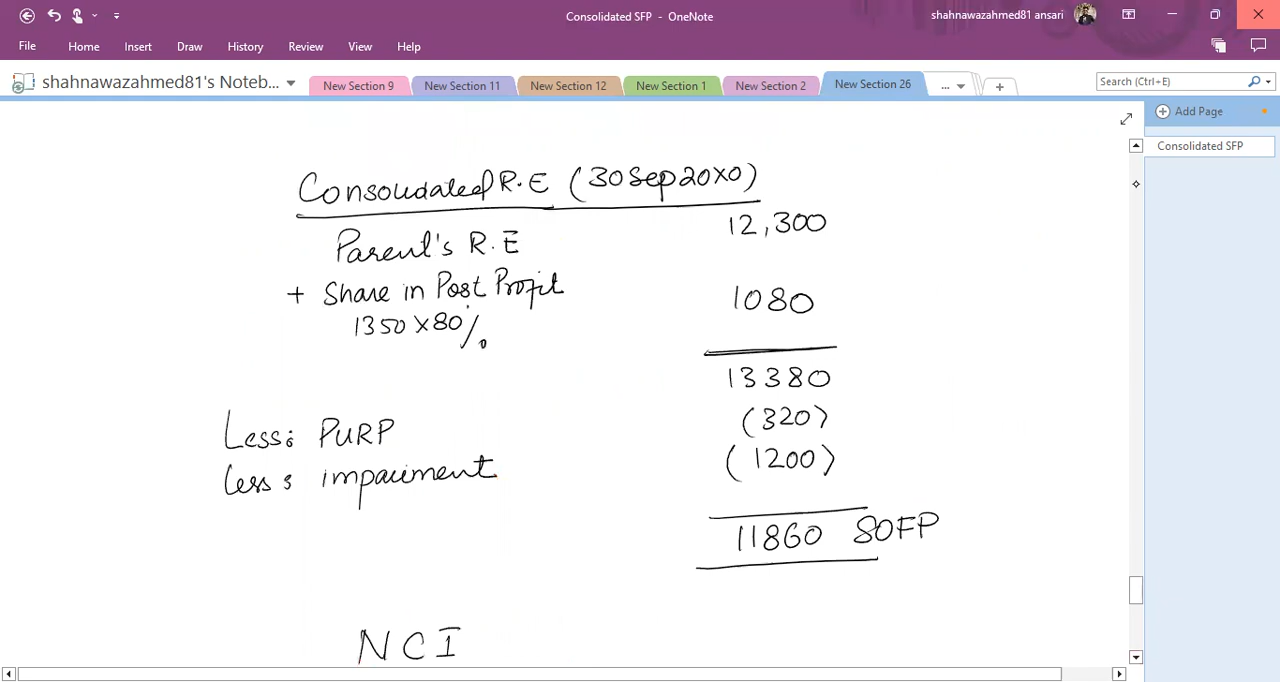 Consolidated SFP - OneNote
shahnawazahmed81 ansari
File Home Insert Draw History Review View Help
shahnawazahmed81's Noteb...
New Section 9 New Section 11 New Section 12 New Section 1 New Section 2 New Section 26 ...
Search (Ctrl+E)
Add Page
Consolidated SFP
Consolidated R.E (30 Sep 20X0)
Parent's R.E 12,300
+ Share in Post Profit 1080
1350 X 80%
13380
Less: PURP (320)
less: impairment (1200)
11860 SOFP
NCI